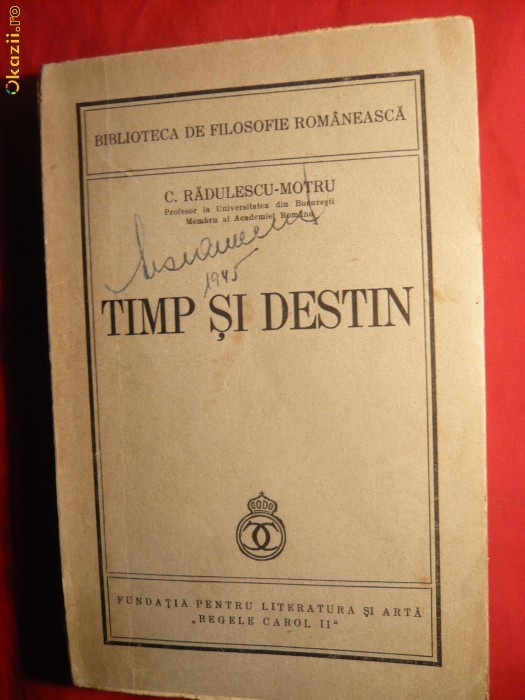 Okazii.ro
BIBLIOTECA DE FILOSOFIE ROMÂNEASCĂ
C. RĂDULESCU-MOTRU
Profesor la Universitatea din București
Membru al Academiei Române
1945
TIMP ȘI DESTIN
FUNDAȚIA PENTRU LITERATURĂ ȘI ARTĂ
„REGELE CAROL II"